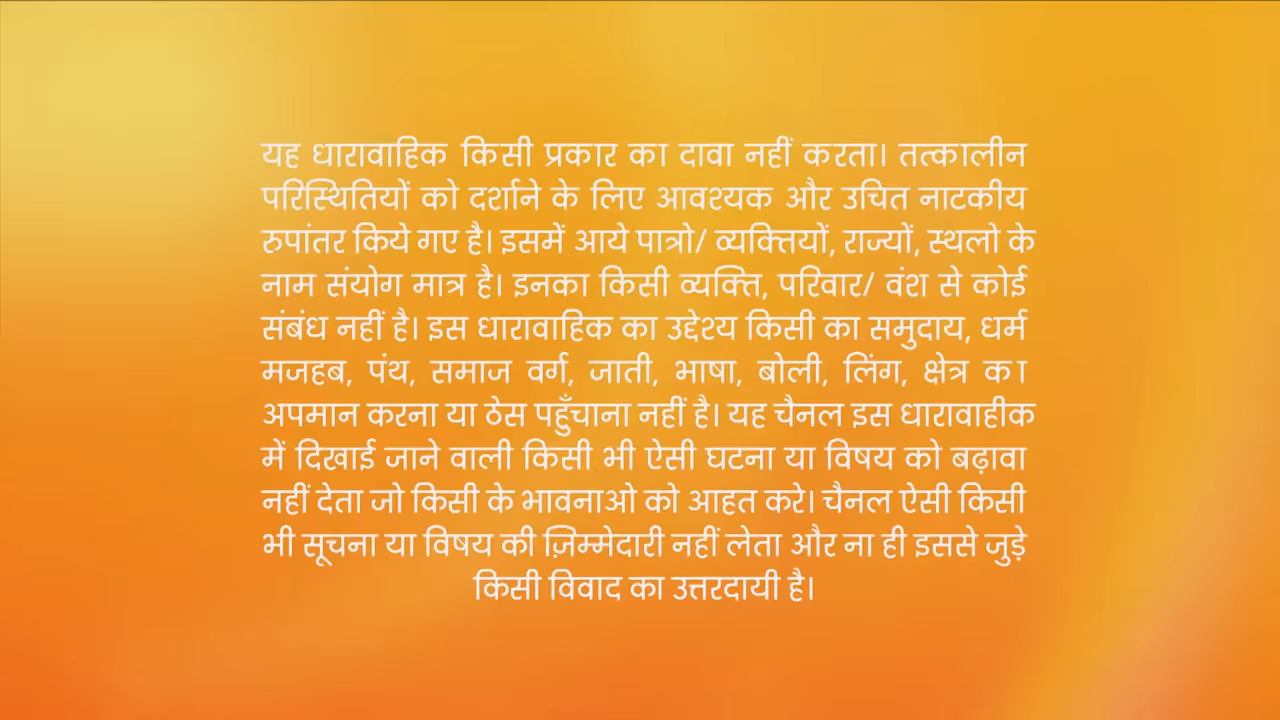 यह धारावाहिक किसी प्रकार का दावा नहीं करता। तत्कालीन
परिस्थितियों को दर्शाने के लिए आवश्यक और उचित नाटकीय
रुपांतर किये गए है। इसमें आये पात्रो/ व्यक्तियों, राज्यों, स्थलो के
नाम संयोग मात्र है। इनका किसी व्यक्ति, परिवार/ वंश से कोई
संबंध नहीं है। इस धारावाहिक का उद्देश्य किसी का समुदाय, धर्म
मजहब, पंथ, समाज वर्ग, जाती, भाषा, बोली, लिंग, क्षेत्र का
अपमान करना या ठेस पहुँचाना नहीं है। यह चैनल इस धारावाहीक
में दिखाई जाने वाली किसी भी ऐसी घटना या विषय को बढ़ावा
नहीं देता जो किसी के भावनाओ को आहत करे। चैनल ऐसी किसी
भी सूचना या विषय की ज़िम्मेदारी नहीं लेता और ना ही इससे जुड़े
किसी विवाद का उत्तरदायी है।